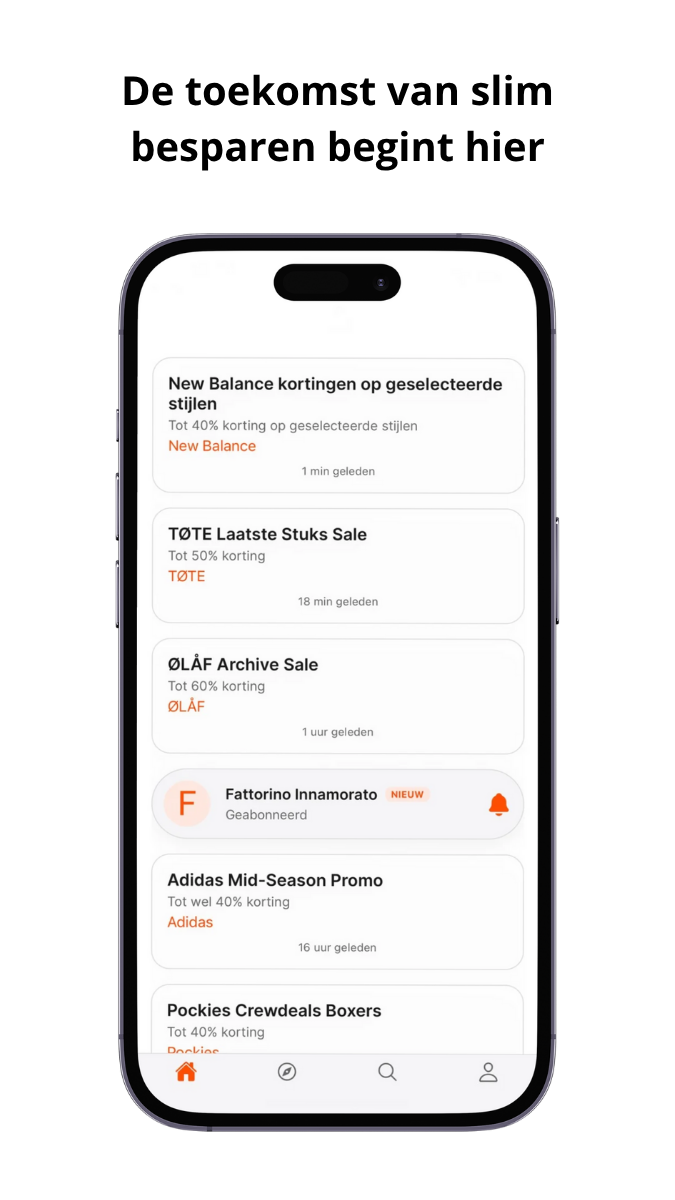 De toekomst van slim
besparen begint hier
New Balance kortingen op geselecteerde
stijlen
Tot 40% korting op geselecteerde stijlen
New Balance
1 min geleden
TØTE Laatste Stuks Sale
Tot 50% korting
TØTE
18 min geleden
ØLÅF Archive Sale
Tot 60% korting
ØLÅF
1 uur geleden
F
Fattorino Innamorato NIEUW
Geabonneerd
Adidas Mid-Season Promo
Tot wel 40% korting
Adidas
16 uur geleden
Pockies Crewdeals Boxers
Tot 40% korting
Pockies